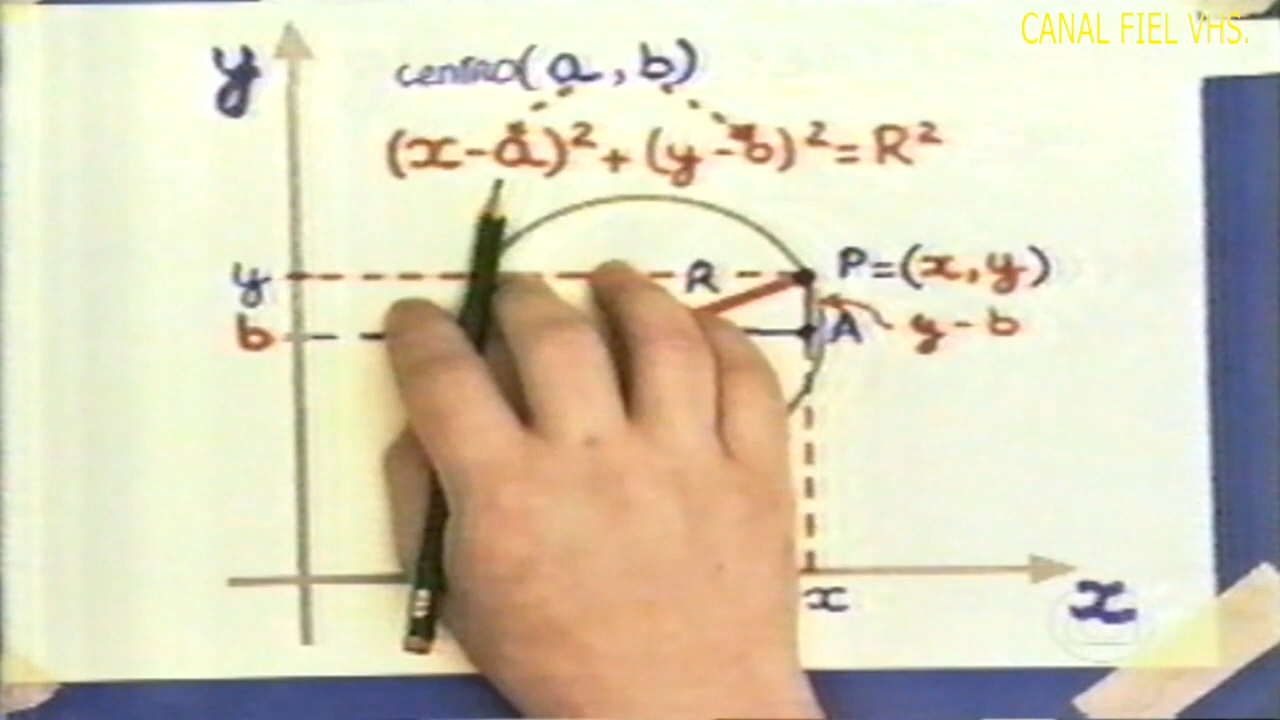 CANAL FIEL VHS.
y
centro (a, b)
(x-a)²+(y-b)²=R²
y R P=(x,y)
b A y-b
x
x